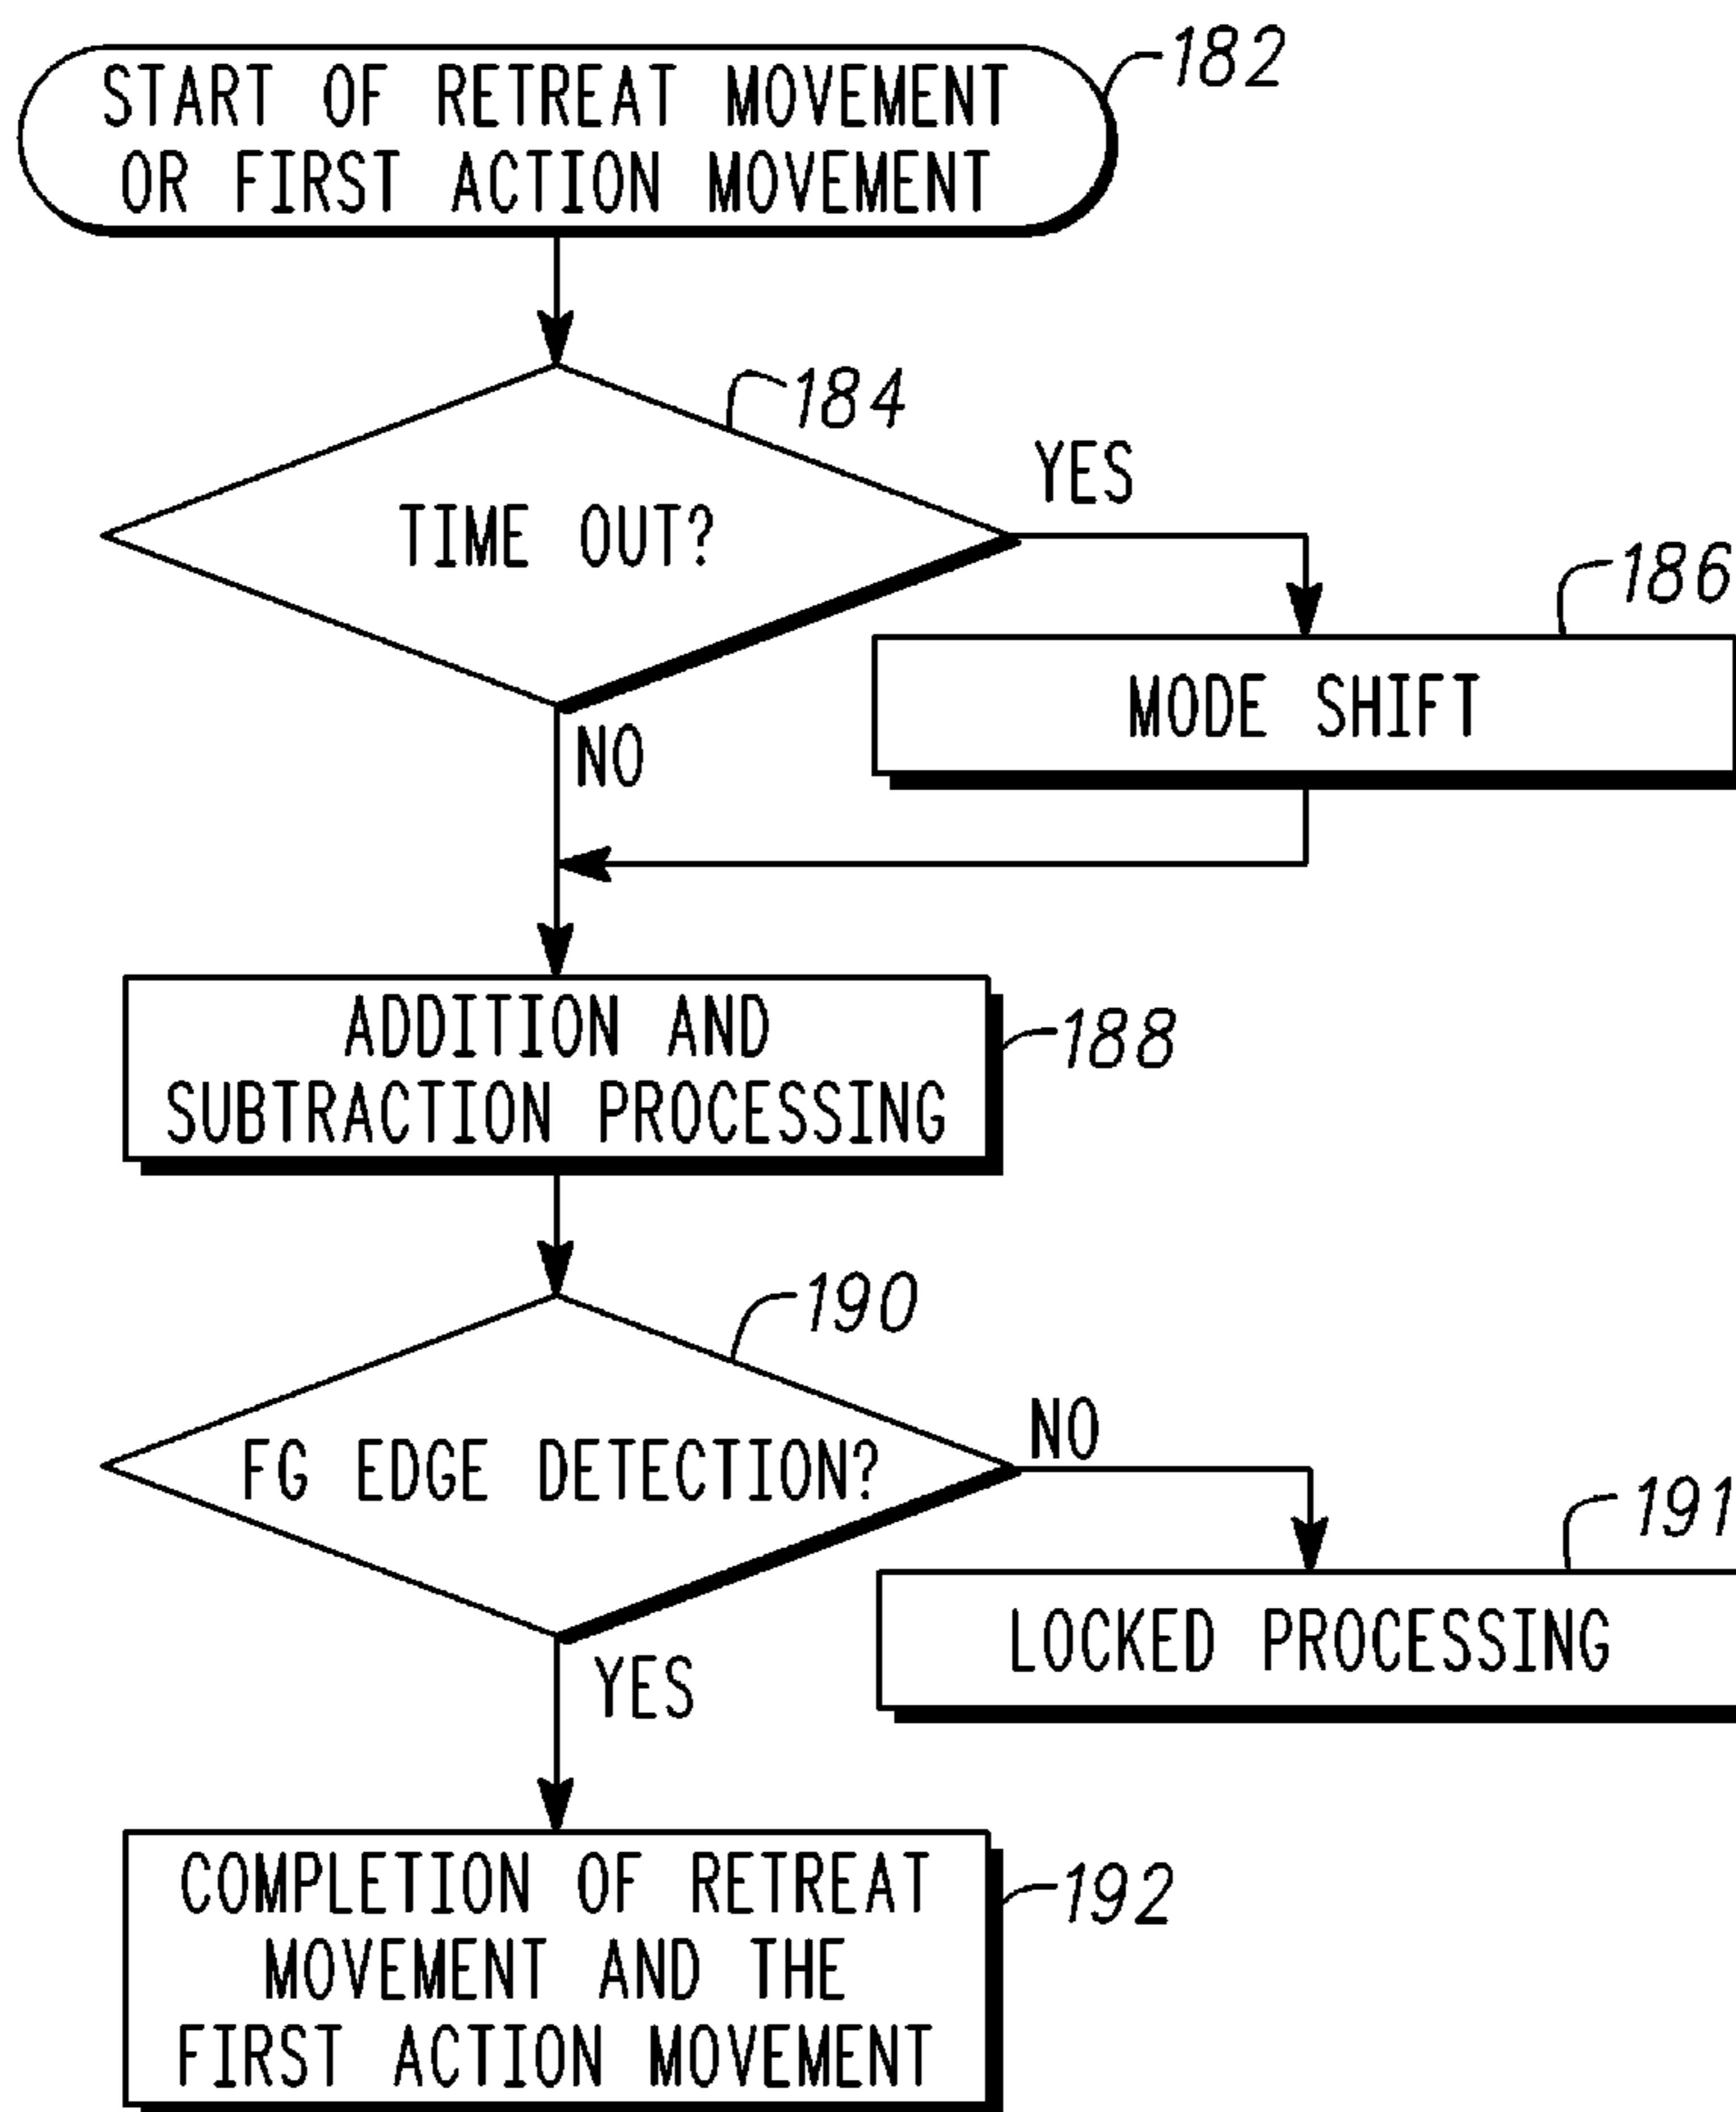 START OF RETREAT MOVEMENT
OR FIRST ACTION MOVEMENT
182
184
TIME OUT?
YES
186
MODE SHIFT
NO
ADDITION AND
SUBTRACTION PROCESSING
188
190
FG EDGE DETECTION?
NO
191
LOCKED PROCESSING
YES
COMPLETION OF RETREAT
MOVEMENT AND THE
FIRST ACTION MOVEMENT
192